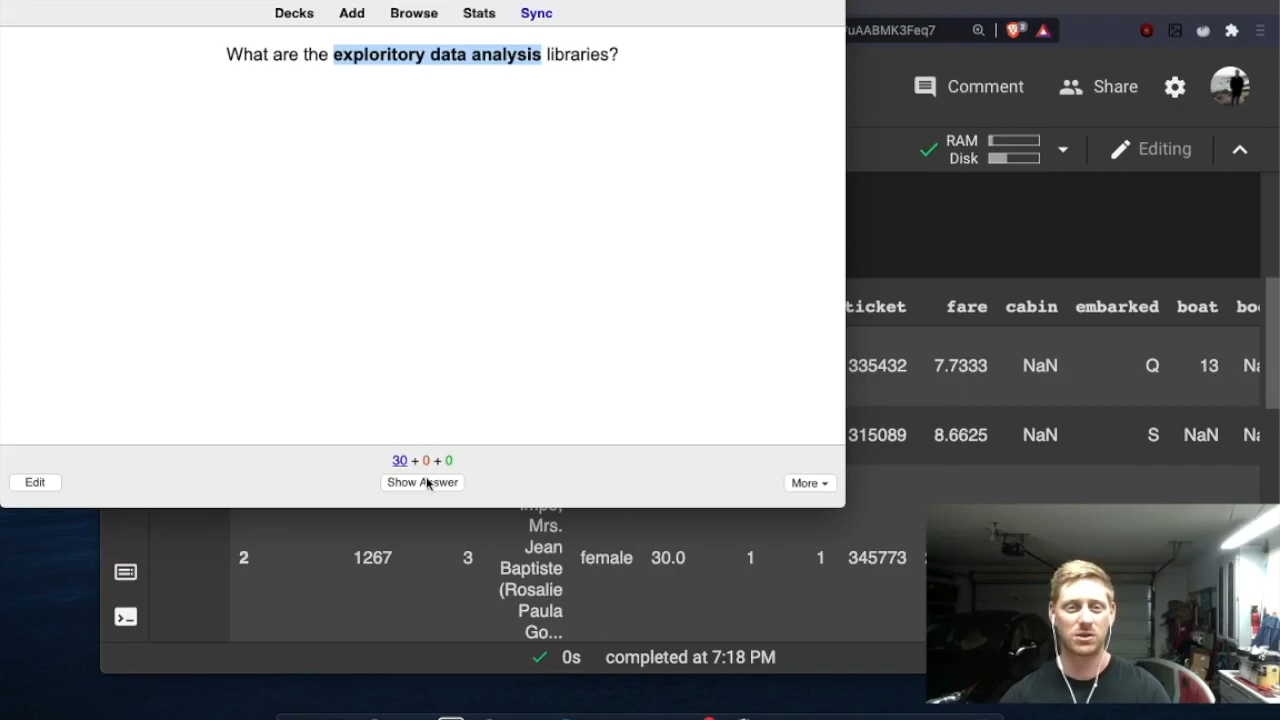 Decks Add Browse Stats Sync
What are the exploritory data analysis libraries?
30 + 0 + 0
Edit
Show Answer
More
uAABMK3Feq7
2
Comment
Share
RAM
Disk
Editing
ticket fare cabin embarked boat
335432 7.7333 NaN Q 13
315089 8.6625 NaN S NaN
2 1267 3 Mrs. Jean Baptiste (Rosalie Paula Go... female 30.0 1 1 345773
0s completed at 7:18 PM